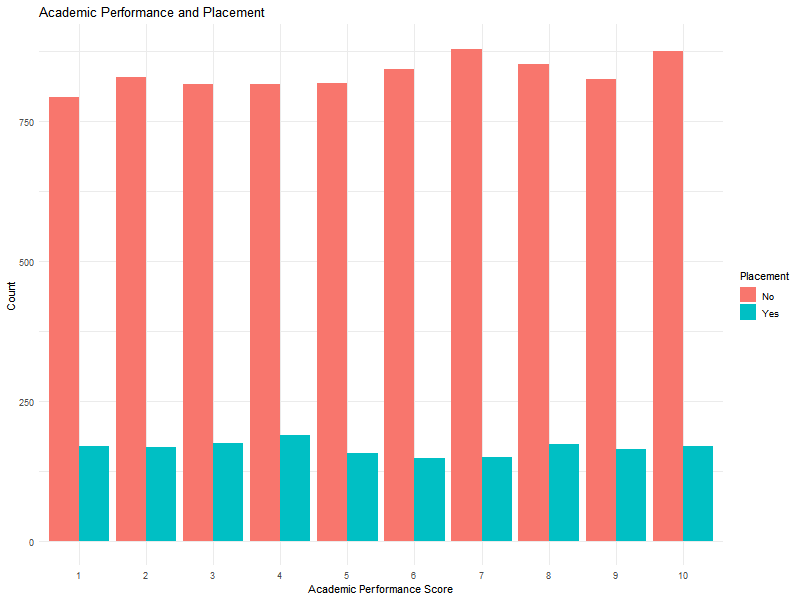 Academic Performance and Placement
750
500
250
0
Count
1 2 3 4 5 6 7 8 9 10
Academic Performance Score
Placement
No
Yes